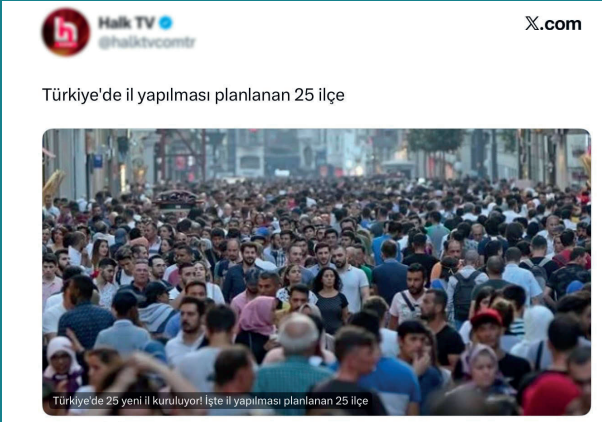 Halk TV
𝕏.com
@halktvcomtr
Türkiye'de il yapılması planlanan 25 ilçe
Türkiye'de 25 yeni il kuruluyor! İşte il yapılması planlanan 25 ilçe